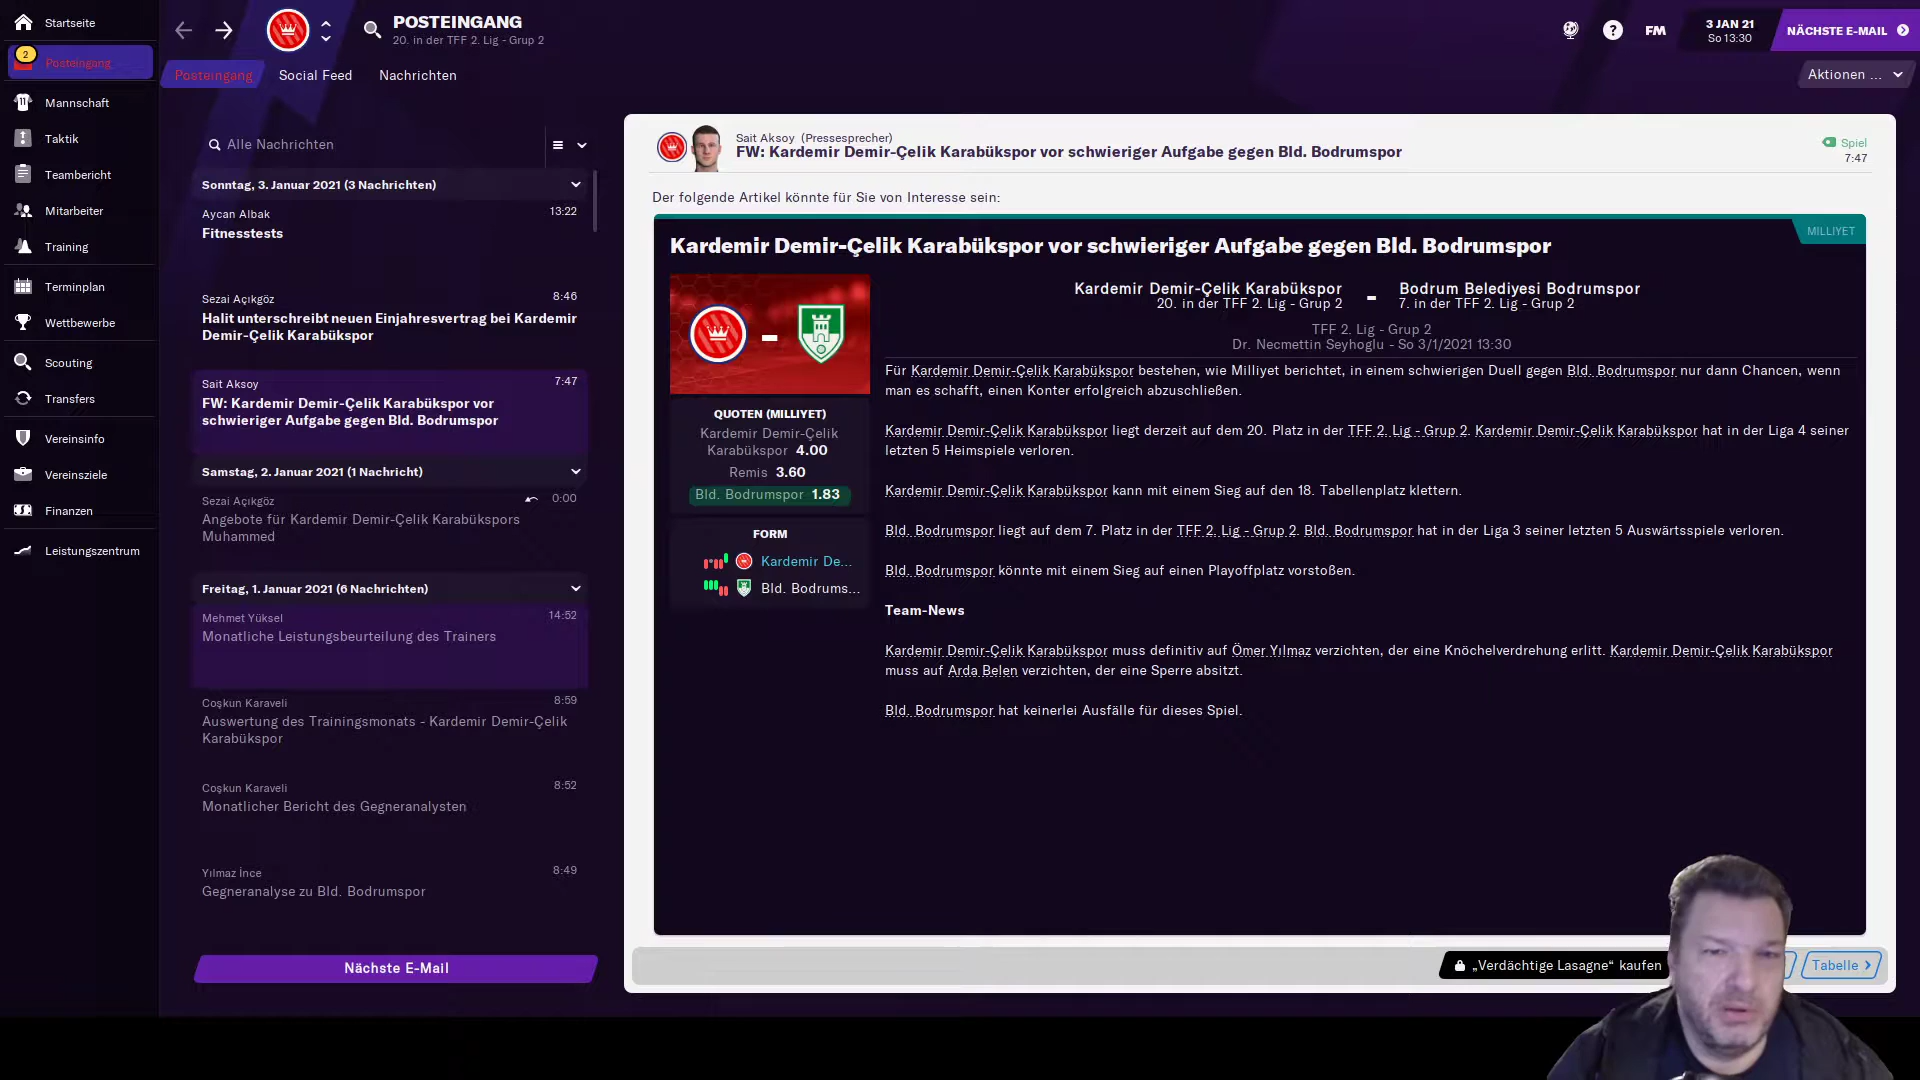 Startseite
2
Posteingang
Mannschaft
Taktik
Teambericht
Mitarbeiter
Training
Terminplan
Wettbewerbe
Scouting
Transfers
Vereinsinfo
Vereinsziele
Finanzen
Leistungszentrum
POSTEINGANG
20. in der TFF 2. Lig - Grup 2
?
FM
3 JAN 21
So 13:30
NÄCHSTE E-MAIL
Posteingang
Social Feed
Nachrichten
Aktionen ...
Alle Nachrichten
Sonntag, 3. Januar 2021 (3 Nachrichten)
Aycan Albak 13:22
Fitnesstests
Sezai Açıkgöz 8:46
Halit unterschreibt neuen Einjahresvertrag bei Kardemir
Demir-Çelik Karabükspor
Sait Aksoy 7:47
FW: Kardemir Demir-Çelik Karabükspor vor
schwieriger Aufgabe gegen Bld. Bodrumspor
Samstag, 2. Januar 2021 (1 Nachricht)
Sezai Açıkgöz 0:00
Angebote für Kardemir Demir-Çelik Karabükspors
Muhammed
Freitag, 1. Januar 2021 (6 Nachrichten)
Mehmet Yüksel 14:52
Monatliche Leistungsbeurteilung des Trainers
Coşkun Karaveli 8:59
Auswertung des Trainingsmonats - Kardemir Demir-Çelik
Karabükspor
Coşkun Karaveli 8:52
Monatlicher Bericht des Gegneranalysten
Yılmaz İnce 8:49
Gegneranalyse zu Bld. Bodrumspor
Nächste E-Mail
Sait Aksoy (Pressesprecher)
FW: Kardemir Demir-Çelik Karabükspor vor schwieriger Aufgabe gegen Bld. Bodrumspor
Spiel
7:47
Der folgende Artikel könnte für Sie von Interesse sein:
Kardemir Demir-Çelik Karabükspor vor schwieriger Aufgabe gegen Bld. Bodrumspor
MILLIYET
Kardemir Demir-Çelik Karabükspor - Bodrum Belediyesi Bodrumspor
20. in der TFF 2. Lig - Grup 2 7. in der TFF 2. Lig - Grup 2
TFF 2. Lig - Grup 2
Dr. Necmettin Seyhoglu - So 3/1/2021 13:30
QUOTEN (MILLIYET)
Kardemir Demir-Çelik
Karabükspor 4.00
Remis 3.60
Bld. Bodrumspor 1.83
FORM
Kardemir De...
Bld. Bodrums...
Für Kardemir Demir-Çelik Karabükspor bestehen, wie Milliyet berichtet, in einem schwierigen Duell gegen Bld. Bodrumspor nur dann Chancen, wenn
man es schafft, einen Konter erfolgreich abzuschließen.
Kardemir Demir-Çelik Karabükspor liegt derzeit auf dem 20. Platz in der TFF 2. Lig - Grup 2. Kardemir Demir-Çelik Karabükspor hat in der Liga 4 seiner
letzten 5 Heimspiele verloren.
Kardemir Demir-Çelik Karabükspor kann mit einem Sieg auf den 18. Tabellenplatz klettern.
Bld. Bodrumspor liegt auf dem 7. Platz in der TFF 2. Lig - Grup 2. Bld. Bodrumspor hat in der Liga 3 seiner letzten 5 Auswärtsspiele verloren.
Bld. Bodrumspor könnte mit einem Sieg auf einen Playoffplatz vorstoßen.
Team-News
Kardemir Demir-Çelik Karabükspor muss definitiv auf Ömer Yılmaz verzichten, der eine Knöchelverdrehung erlitt. Kardemir Demir-Çelik Karabükspor
muss auf Arda Belen verzichten, der eine Sperre absitzt.
Bld. Bodrumspor hat keinerlei Ausfälle für dieses Spiel.
„Verdächtige Lasagne“ kaufen
Tabelle